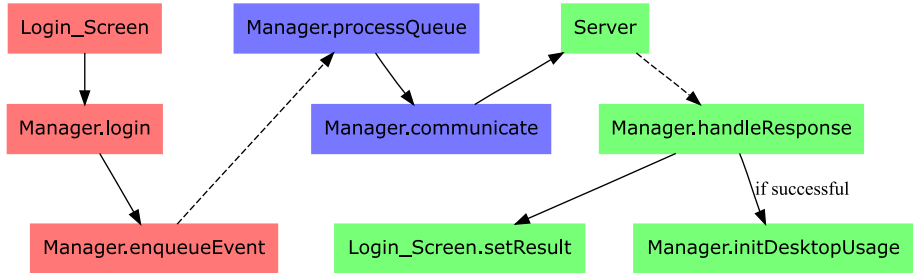 Login_Screen
Manager.processQueue
Server
Manager.login
Manager.communicate
Manager.handleResponse
if successful
Manager.enqueueEvent
Login_Screen.setResult
Manager.initDesktopUsage